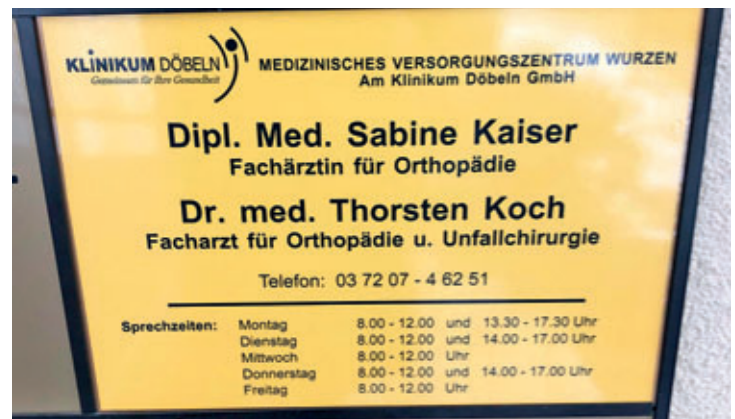 KLINIKUM DÖBELN
Gemeinsam für Ihre Gesundheit
MEDIZINISCHES VERSORGUNGSZENTRUM WURZEN
Am Klinikum Döbeln GmbH
Dipl. Med. Sabine Kaiser
Fachärztin für Orthopädie
Dr. med. Thorsten Koch
Facharzt für Orthopädie u. Unfallchirurgie
Telefon: 03 72 07 - 4 62 51
Sprechzeiten: Montag 8.00 - 12.00 und 13.30 - 17.30 Uhr
Dienstag 8.00 - 12.00 und 14.00 - 17.00 Uhr
Mittwoch 8.00 - 12.00 Uhr
Donnerstag 8.00 - 12.00 und 14.00 - 17.00 Uhr
Freitag 8.00 - 12.00 Uhr